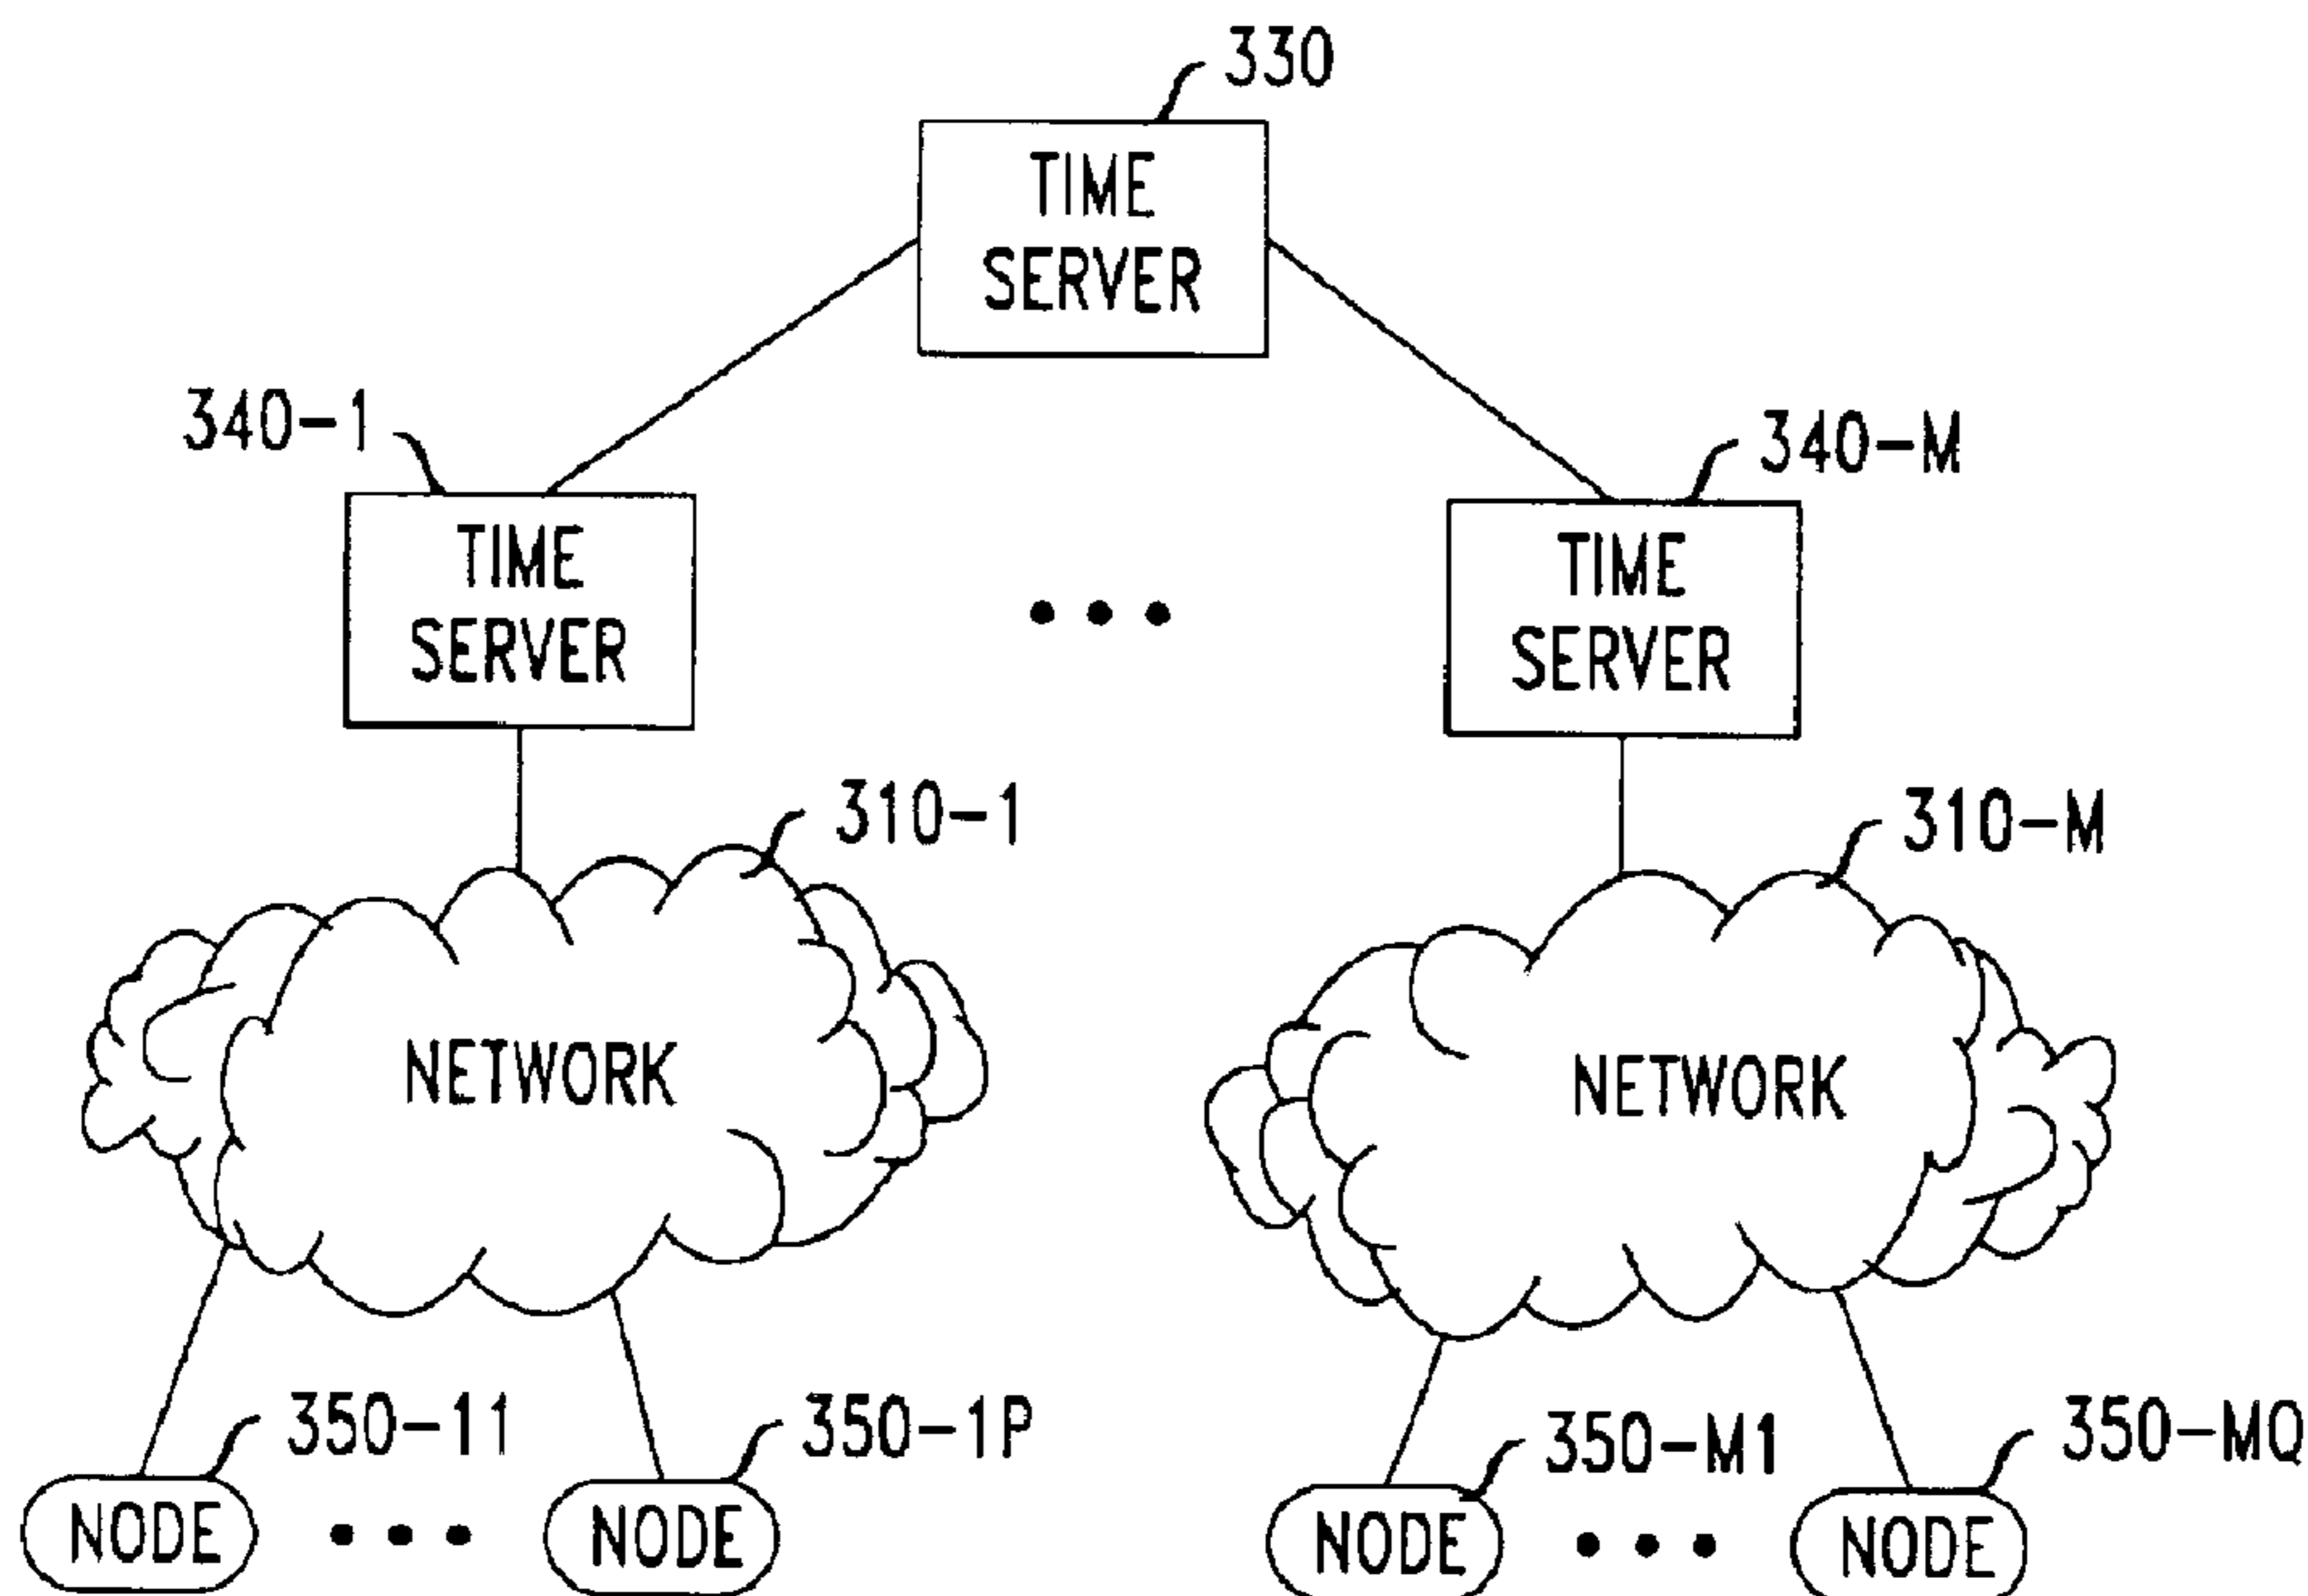 330
TIME
SERVER
340-1
340-M
TIME
SERVER
TIME
SERVER
310-1
310-M
NETWORK
NETWORK
350-11
350-1P
350-M1
350-MQ
NODE
NODE
NODE
NODE